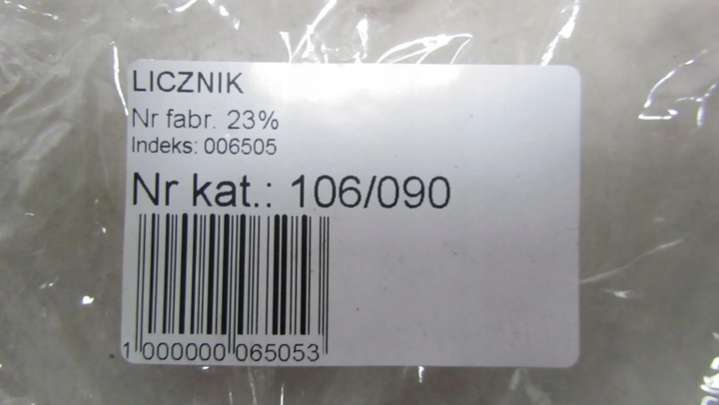 LICZNIK
Nr fabr. 23%
Indeks: 006505
Nr kat.: 106/090
1 000000 065053